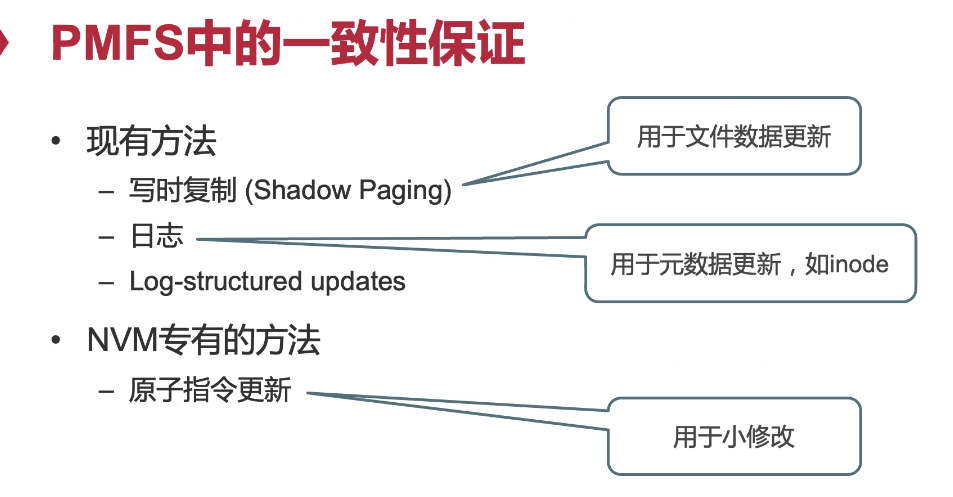 PMFS中的一致性保证
• 现有方法
– 写时复制 (Shadow Paging)
用于文件数据更新
– 日志
用于元数据更新，如inode
– Log-structured updates
• NVM专有的方法
– 原子指令更新
用于小修改